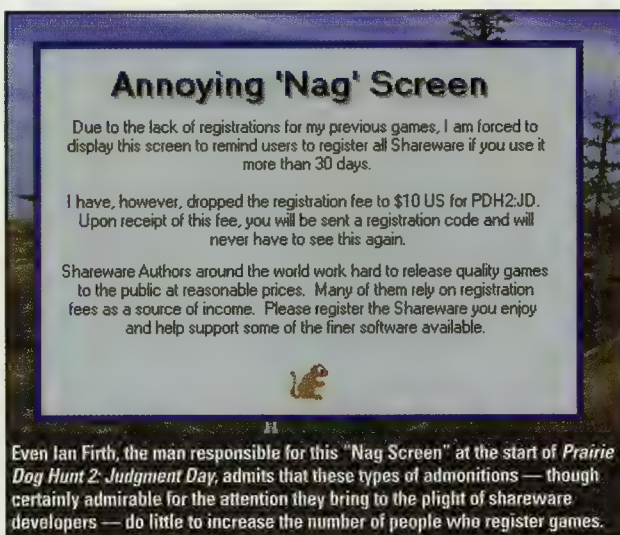 Annoying 'Nag' Screen
Due to the lack of registrations for my previous games, I am forced to
display this screen to remind users to register all Shareware if you use it
more than 30 days.
I have, however, dropped the registration fee to $10 US for PDH2:JD.
Upon receipt of this fee, you will be sent a registration code and will
never have to see this again.
Shareware Authors around the world work hard to release quality games
to the public at reasonable prices. Many of them rely on registration
fees as a source of income. Please register the Shareware you enjoy
and help support some of the finer software available.
Even Ian Firth, the man responsible for this "Nag Screen" at the start of Prairie
Dog Hunt 2: Judgment Day, admits that these types of admonitions — though
certainly admirable for the attention they bring to the plight of shareware
developers — do little to increase the number of people who register games.